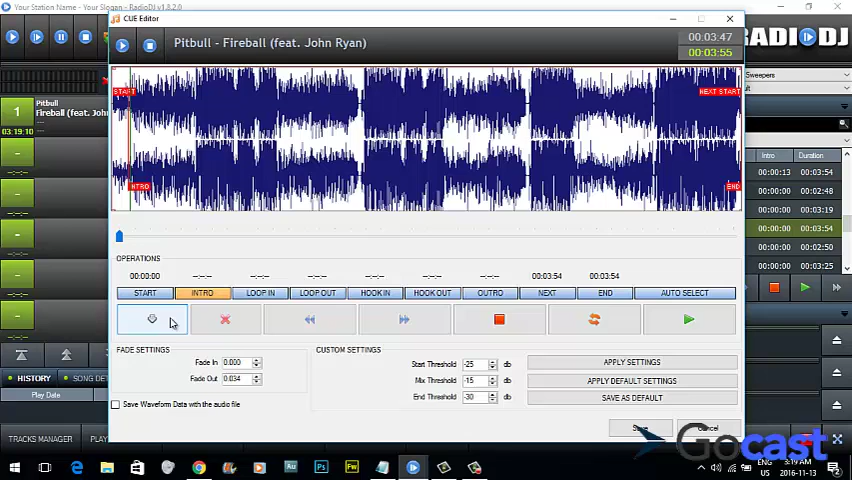 Your Station Name - Your Slogan - RadioDJ v1.8.2.0
CUE Editor
Pitbull - Fireball (feat. John Ryan)
00:03:47
00:03:55
RADIODJ
START
NEXT START
INTRO
END
1
Pitbull
Fireball (feat. John
03:19:10
Sweepers
Intro
Duration
00:00:13
00:03:54
00:00:00
00:02:48
00:00:00
00:03:19
00:00:00
00:03:54
00:00:00
00:02:50
00:00:00
00:03:25
OPERATIONS
00:00:00
--:--:--
--:--:--
--:--:--
--:--:--
--:--:--
--:--:--
00:03:54
00:03:54
START
INTRO
LOOP IN
LOOP OUT
HOOK IN
HOOK OUT
OUTRO
NEXT
END
AUTO SELECT
FADE SETTINGS
Fade In
0.000
Fade Out
0.034
Save Waveform Data with the audio file
CUSTOM SETTINGS
Start Threshold
-25
db
Mix Threshold
-15
db
End Threshold
-30
db
APPLY SETTINGS
APPLY DEFAULT SETTINGS
SAVE AS DEFAULT
Save
Cancel
HISTORY
SONG DET
Play Date
TRACKS MANAGER
PLAY
Gocast
ENG
US
3:19 AM
2016-11-13
2